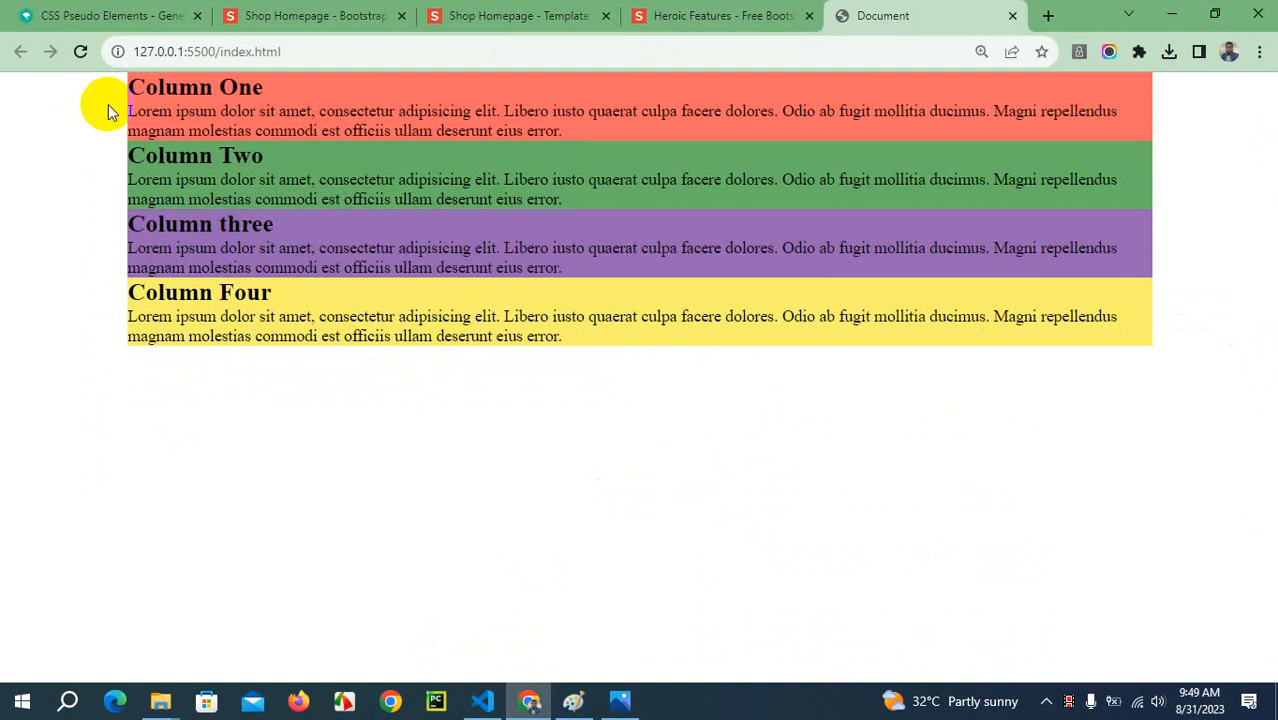 CSS Pseudo Elements - Gene
Shop Homepage - Bootstrap
Shop Homepage - Template
Heroic Features - Free Boots
Document
127.0.0.1:5500/index.html
Column One
Lorem ipsum dolor sit amet, consectetur adipisicing elit. Libero iusto quaerat culpa facere dolores. Odio ab fugit mollitia ducimus. Magni repellendus
magnam molestias commodi est officiis ullam deserunt eius error.
Column Two
Lorem ipsum dolor sit amet, consectetur adipisicing elit. Libero iusto quaerat culpa facere dolores. Odio ab fugit mollitia ducimus. Magni repellendus
magnam molestias commodi est officiis ullam deserunt eius error.
Column three
Lorem ipsum dolor sit amet, consectetur adipisicing elit. Libero iusto quaerat culpa facere dolores. Odio ab fugit mollitia ducimus. Magni repellendus
magnam molestias commodi est officiis ullam deserunt eius error.
Column Four
Lorem ipsum dolor sit amet, consectetur adipisicing elit. Libero iusto quaerat culpa facere dolores. Odio ab fugit mollitia ducimus. Magni repellendus
magnam molestias commodi est officiis ullam deserunt eius error.
32°C Partly sunny
9:49 AM
8/31/2023